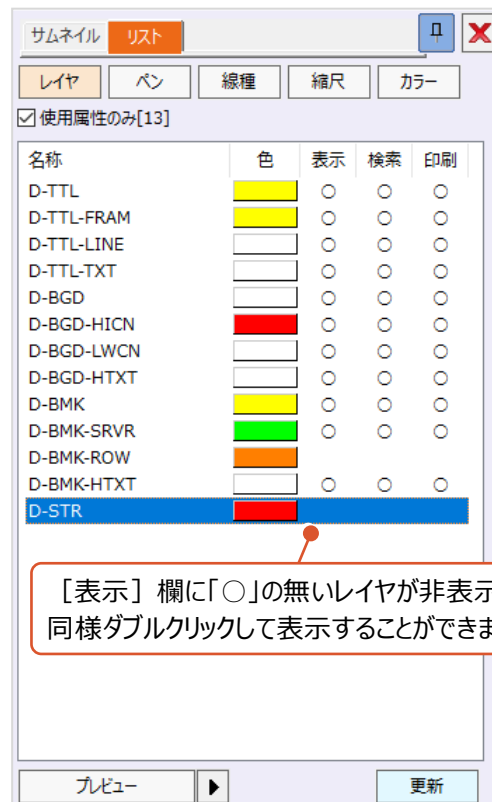 サムネイル リスト
レイヤ ペン 線種 縮尺 カラー
使用属性のみ[13]
名称 色 表示 検索 印刷
D-TTL ○ ○ ○
D-TTL-FRAM ○ ○ ○
D-TTL-LINE ○ ○ ○
D-TTL-TXT ○ ○ ○
D-BGD ○ ○ ○
D-BGD-HICN ○ ○ ○
D-BGD-LWCN ○ ○ ○
D-BGD-HTXT ○ ○ ○
D-BMK ○ ○ ○
D-BMK-SRVR ○ ○ ○
D-BMK-ROW
D-BMK-HTXT ○ ○ ○
D-STR
［表示］欄に「○」の無いレイヤが非表示
同様ダブルクリックして表示することができま
プレビュー 更新